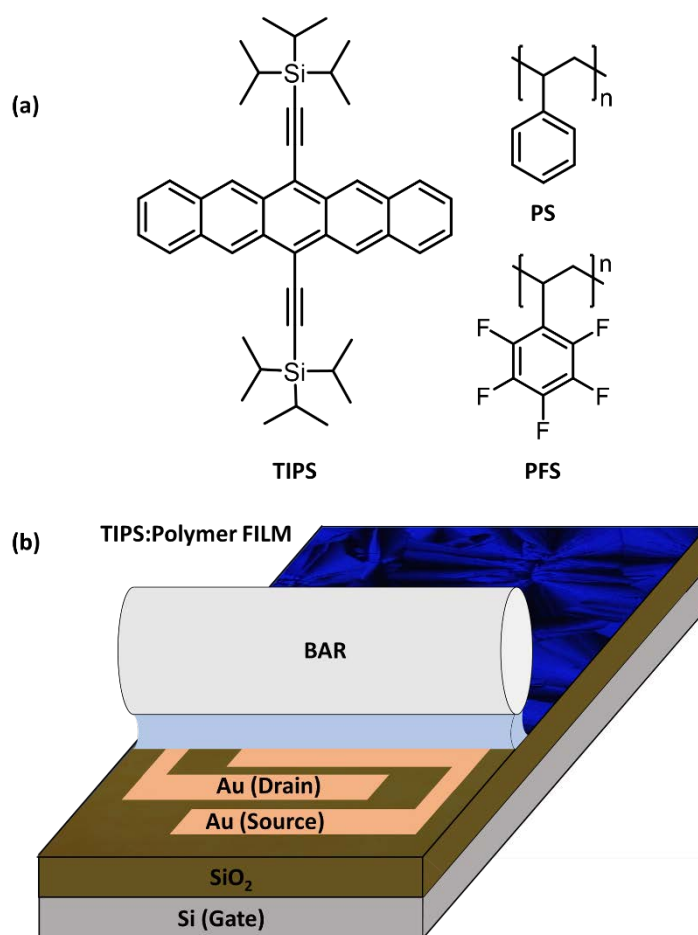 (a)
Si
n
PS
n
F F
F F
F
Si
TIPS
PFS
(b)
TIPS:Polymer FILM
BAR
Au (Drain)
Au (Source)
SiO₂
Si (Gate)